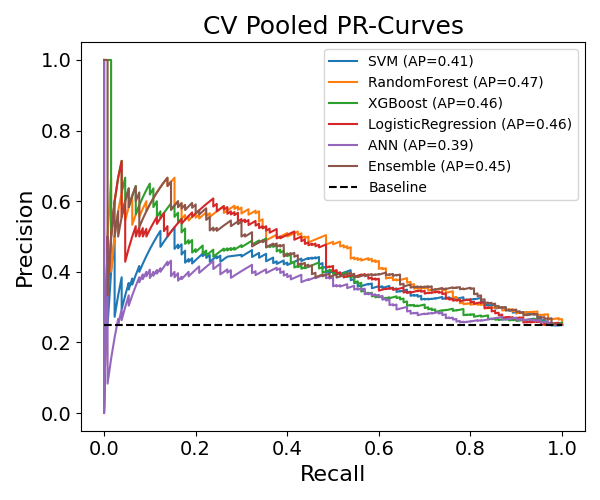 CV Pooled PR-Curves
SVM (AP=0.41)
RandomForest (AP=0.47)
XGBoost (AP=0.46)
LogisticRegression (AP=0.46)
ANN (AP=0.39)
Ensemble (AP=0.45)
Baseline
Precision
1.0
0.8
0.6
0.4
0.2
0.0
0.0 0.2 0.4 0.6 0.8 1.0
Recall